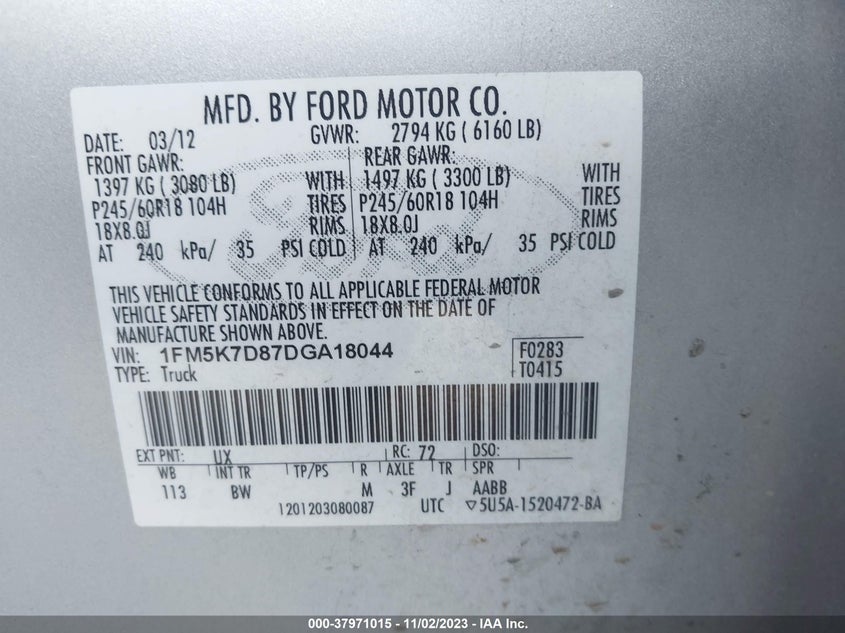 MFD. BY FORD MOTOR CO.
DATE: 03/12 GVWR: 2794 KG ( 6160 LB)
FRONT GAWR: REAR GAWR:
1397 KG ( 3080 LB) WITH 1497 KG ( 3300 LB) WITH
P245/60R18 104H TIRES P245/60R18 104H TIRES
18X8.0J RIMS 18X8.0J RIMS
AT 240 kPa/ 35 PSI COLD AT 240 kPa/ 35 PSI COLD
THIS VEHICLE CONFORMS TO ALL APPLICABLE FEDERAL MOTOR
VEHICLE SAFETY STANDARDS IN EFFECT ON THE DATE OF
MANUFACTURE SHOWN ABOVE.
VIN: 1FM5K7D87DGA18044 F0283
TYPE: Truck T0415
EXT PNT: UX RC: 72 DSO:
WB INT TR TP/PS R AXLE TR SPR
113 BW M 3F J AABB
1201203080087 UTC ▽5U5A-1520472-BA
000-37971015 - 11/02/2023 - IAA Inc.